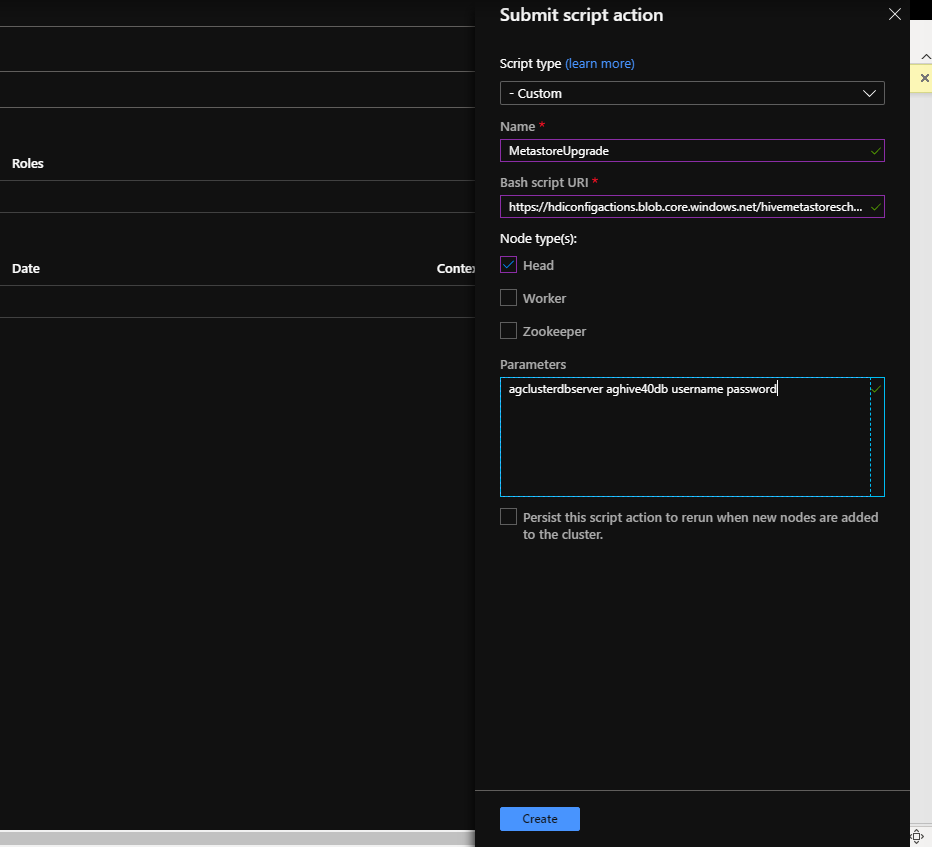 Submit script action
Script type (learn more)
- Custom
Name *
MetastoreUpgrade
Bash script URI *
https://hdiconfigactions.blob.core.windows.net/hivemetastoresch...
Node type(s):
Head
Worker
Zookeeper
Parameters
agclusterdbserver aghive40db username password
Persist this script action to rerun when new nodes are added
to the cluster.
Create
Roles
Date
Contex